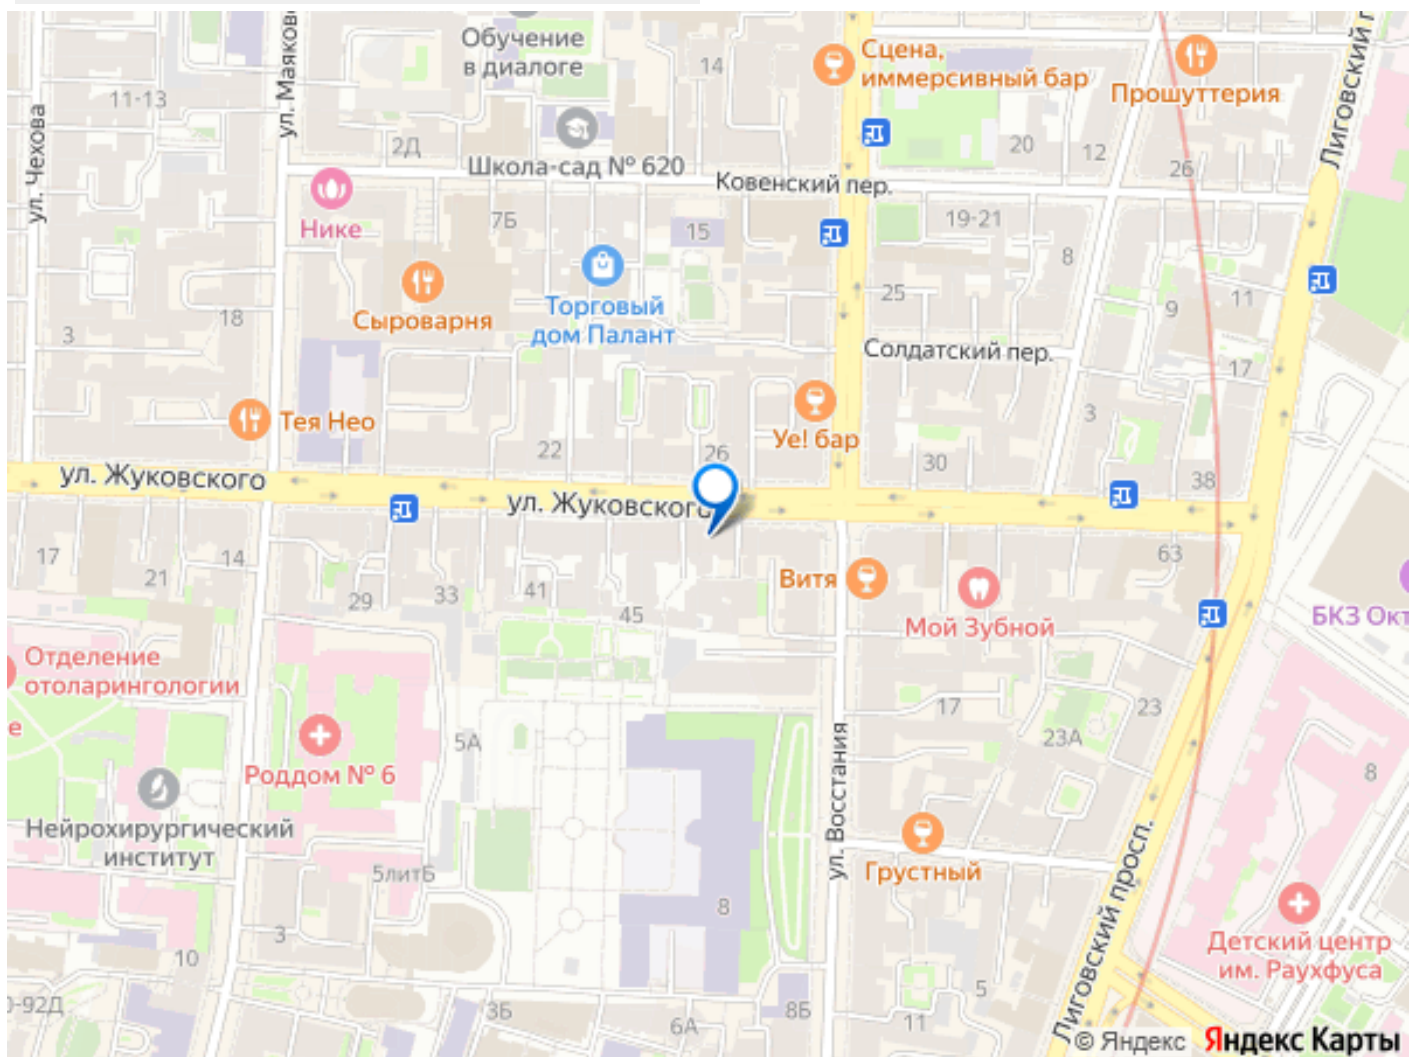 Обучение
в диалоге
14
Сцена,
иммерсивный бар
Прошуттерия
Лиговский п
ул. Маяков
11-13
ул. Чехова
2Д
Школа-сад № 620
20
12
26
Ковенский пер.
Нике
7Б
15
19-21
8
Сыроварня
Торговый
дом Палант
25
9
11
18
3
Солдатский пер.
17
Тея Нео
Уе! бар
3
22
26
30
38
ул. Жуковского
ул. Жуковского
17
21
14
29
33
41
45
Витя
Мой Зубной
63
БКЗ Окт
Отделение
отоларингологии
е
5А
17
23
23А
Роддом № 6
ул. Восстания
8
Нейрохирургический
институт
5литБ
Грустный
Лиговский просп.
8
3
10
Детский центр
им. Раухфуса
0-92Д
3Б
6А
8Б
11
5
© Яндекс
Яндекс Карты